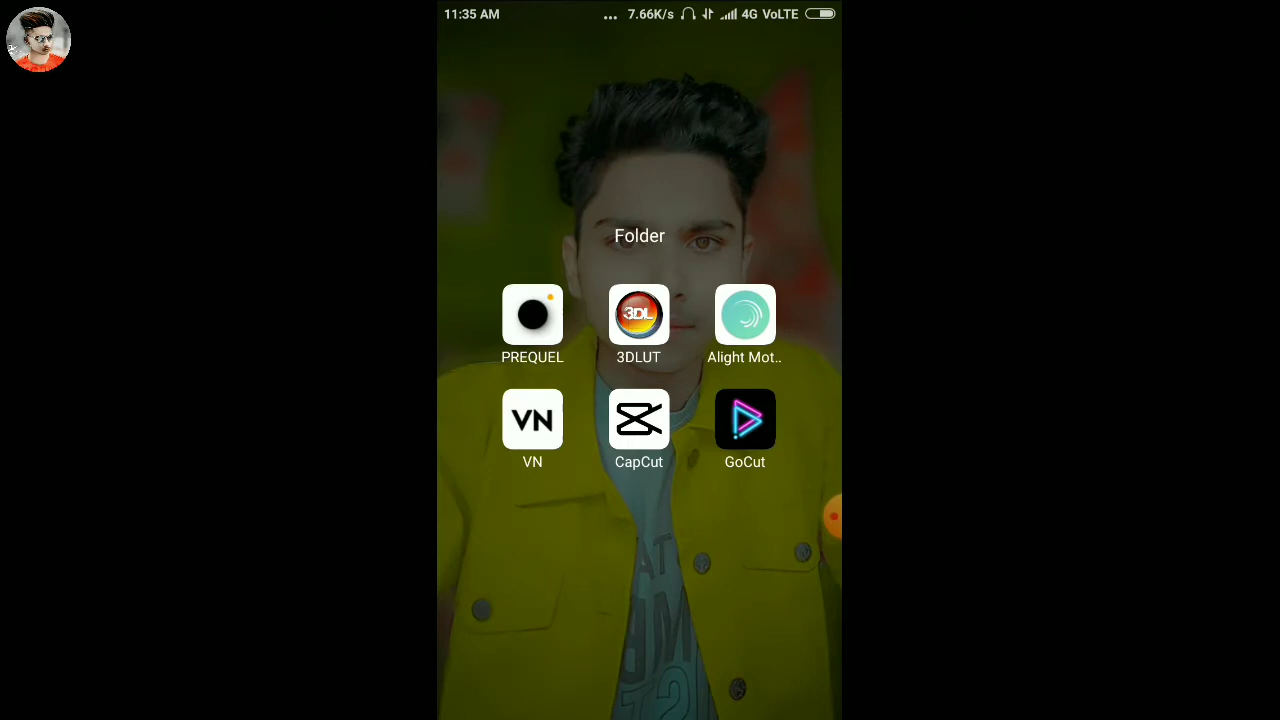 11:35 AM ... 7.66K/s 4G VoLTE
Folder
3DL
PREQUEL 3DLUT Alight Mot..
VN
VN CapCut GoCut